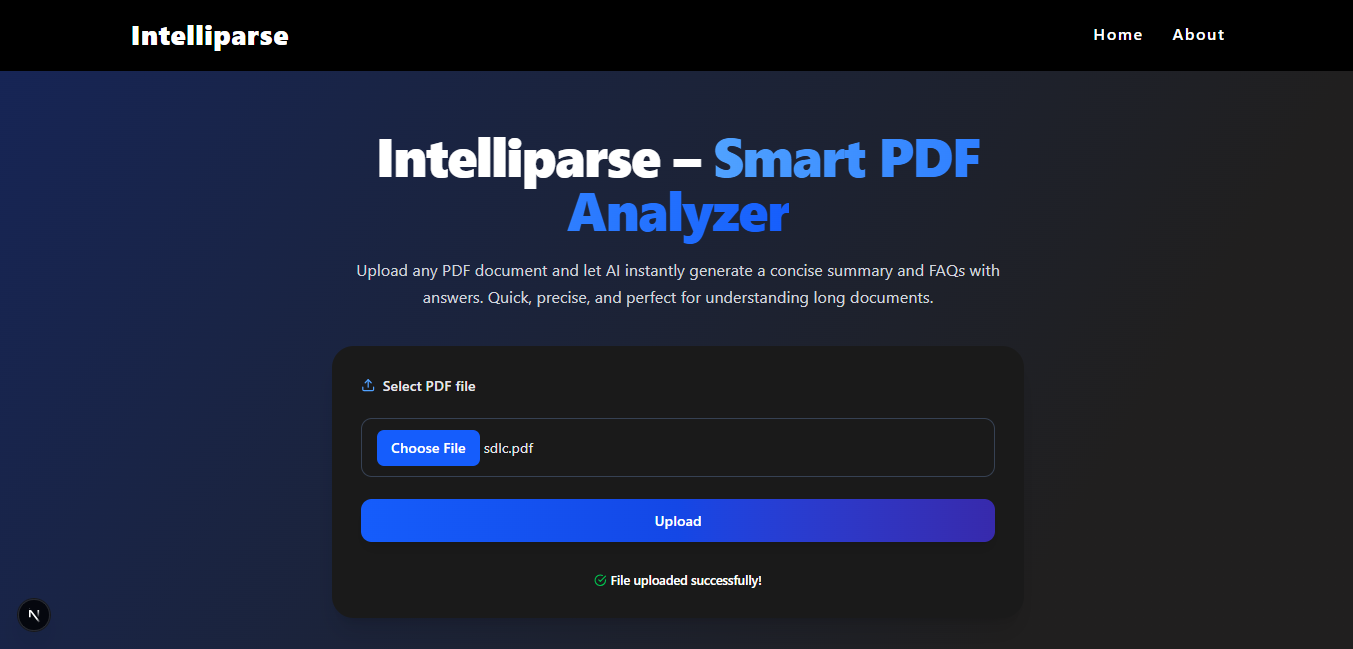 Intelliparse
Home
About
Intelliparse – Smart PDF
Analyzer
Upload any PDF document and let AI instantly generate a concise summary and FAQs with
answers. Quick, precise, and perfect for understanding long documents.
Select PDF file
Choose File sdlc.pdf
Upload
File uploaded successfully!
N